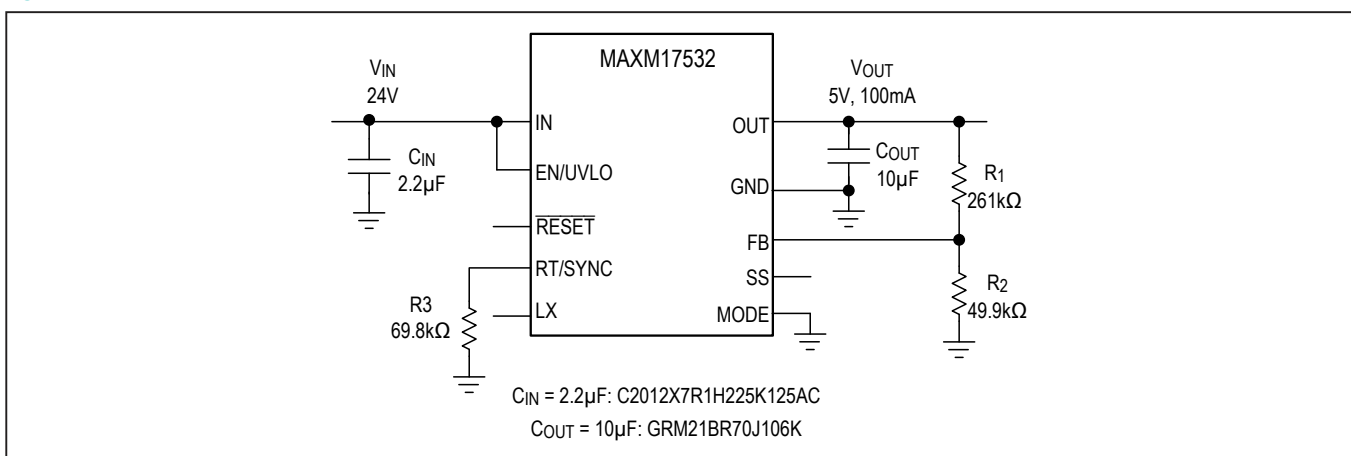 MAXM17532
VIN
24V
VOUT
5V, 100mA
IN
OUT
CIN
2.2µF
EN/UVLO
COUT
10µF
GND
R1
261kΩ
RESET
FB
RT/SYNC
SS
R2
49.9kΩ
R3
69.8kΩ
LX
MODE
CIN = 2.2µF: C2012X7R1H225K125AC
COUT = 10µF: GRM21BR70J106K